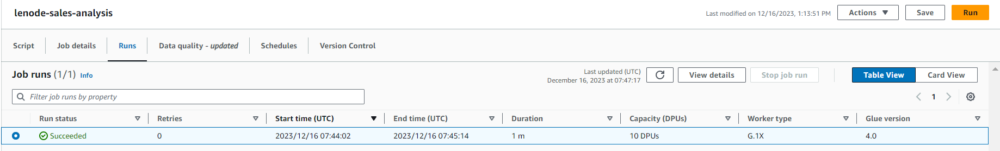 lenode-sales-analysis
Last modified on 12/16/2023, 1:13:51 PM
Actions
Save
Run
Script
Job details
Runs
Data quality - updated
Schedules
Version Control
Job runs (1/1) Info
Last updated (UTC)
December 16, 2023 at 07:47:17
View details
Stop job run
Table View
Card View
Filter job runs by property
1
Run status Retries Start time (UTC) End time (UTC) Duration Capacity (DPUs) Worker type Glue version
Succeeded 0 2023/12/16 07:44:02 2023/12/16 07:45:14 1 m 10 DPUs G.1X 4.0